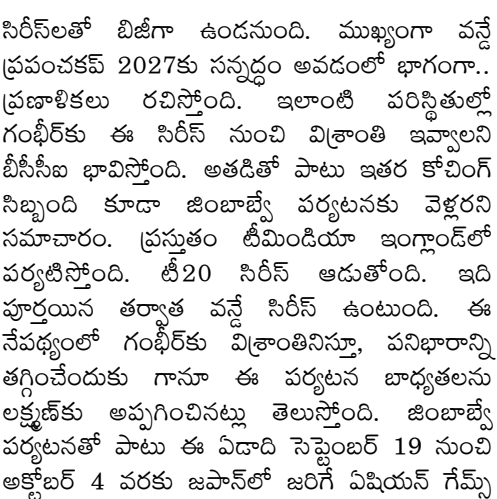 సిరీస్‌లతో బిజీగా ఉండనుంది. ముఖ్యంగా వన్డే
ప్రపంచకప్ 2027కు సన్నద్ధం అవడంలో భాగంగా..
ప్రణాళికలు రచిస్తోంది. ఇలాంటి పరిస్థితుల్లో
గంభీర్‌కు ఈ సిరీస్ నుంచి విశ్రాంతి ఇవ్వాలని
బీసీసీఐ భావిస్తోంది. అతడితో పాటు ఇతర కోచింగ్
సిబ్బంది కూడా జింబాబ్వే పర్యటనకు వెళ్లరని
సమాచారం. ప్రస్తుతం టీమిండియా ఇంగ్లాండ్‌లో
పర్యటిస్తోంది. టీ20 సిరీస్ ఆడుతోంది. ఇది
పూర్తయిన తర్వాత వన్డే సిరీస్ ఉంటుంది. ఈ
నేపథ్యంలో గంభీర్‌కు విశ్రాంతినిస్తూ, పనిభారాన్ని
తగ్గించేందుకు గానూ ఈ పర్యటన బాధ్యతలను
లక్ష్మణ్‌కు అప్పగించినట్లు తెలుస్తోంది. జింబాబ్వే
పర్యటనతో పాటు ఈ ఏడాది సెప్టెంబర్ 19 నుంచి
అక్టోబర్ 4 వరకు జపాన్‌లో జరిగే ఏషియన్ గేమ్స్